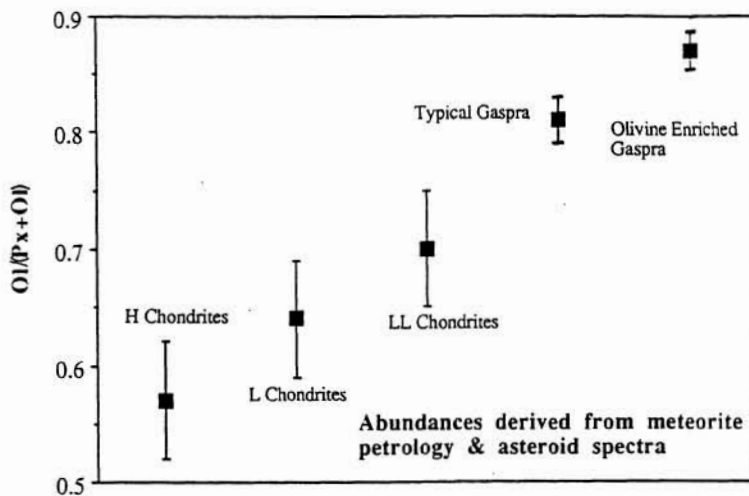 0.9
Typical Gaspra
0.8
Olivine Enriched
Gaspra
Ol/(Px+Ol)
0.7
H Chondrites
LL Chondrites
0.6
L Chondrites
Abundances derived from meteorite
petrology & asteroid spectra
0.5